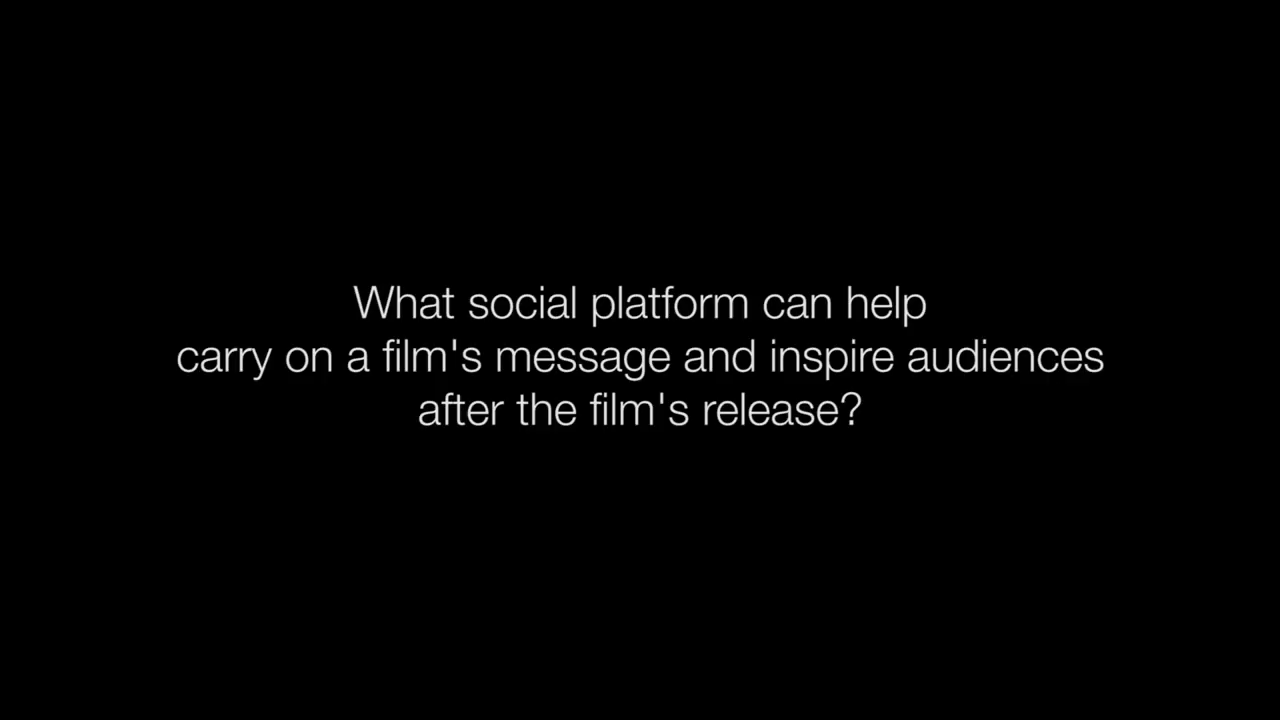 What social platform can help
carry on a film's message and inspire audiences
after the film's release?